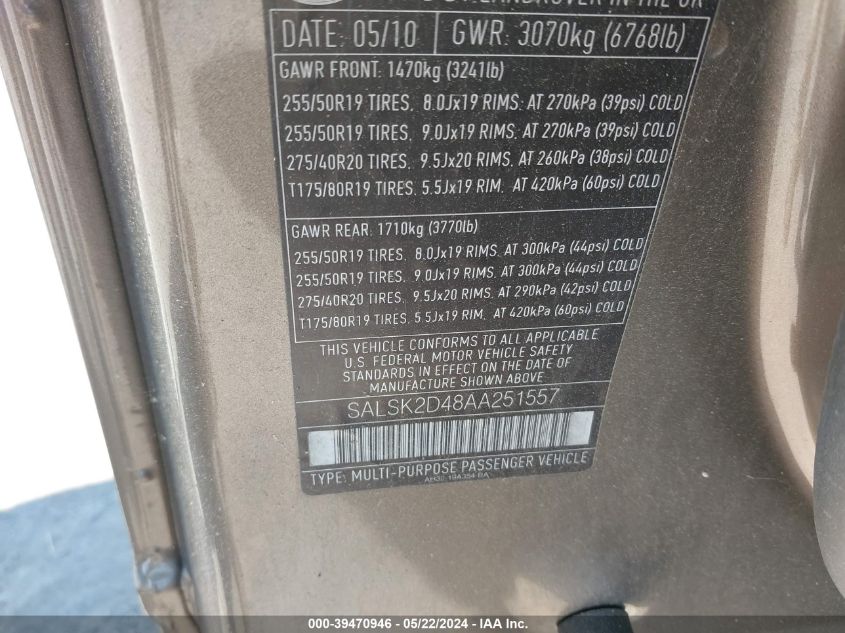 LANDROVER IN THE UK
DATE: 05/10 GWR: 3070kg (6768lb)
GAWR FRONT: 1470kg (3241lb)
255/50R19 TIRES, 8.0Jx19 RIMS. AT 270kPa (39psi) COLD
255/50R19 TIRES, 9.0Jx19 RIMS. AT 270kPa (39psi) COLD
275/40R20 TIRES, 9.5Jx20 RIMS. AT 260kPa (38psi) COLD
T175/80R19 TIRES, 5.5Jx19 RIM, AT 420kPa (60psi) COLD
GAWR REAR: 1710kg (3770lb)
255/50R19 TIRES, 8.0Jx19 RIMS. AT 300kPa (44psi) COLD
255/50R19 TIRES, 9.0Jx19 RIMS. AT 300kPa (44psi) COLD
275/40R20 TIRES, 9.5Jx20 RIMS. AT 290kPa (42psi) COLD
T175/80R19 TIRES, 5.5Jx19 RIM, AT 420kPa (60psi) COLD
THIS VEHICLE CONFORMS TO ALL APPLICABLE
U.S. FEDERAL MOTOR VEHICLE SAFETY
STANDARDS IN EFFECT ON THE DATE OF
MANUFACTURE SHOWN ABOVE
SALSK2D48AA251557
TYPE: MULTI-PURPOSE PASSENGER VEHICLE
000-39470946 - 05/22/2024 - IAA Inc.